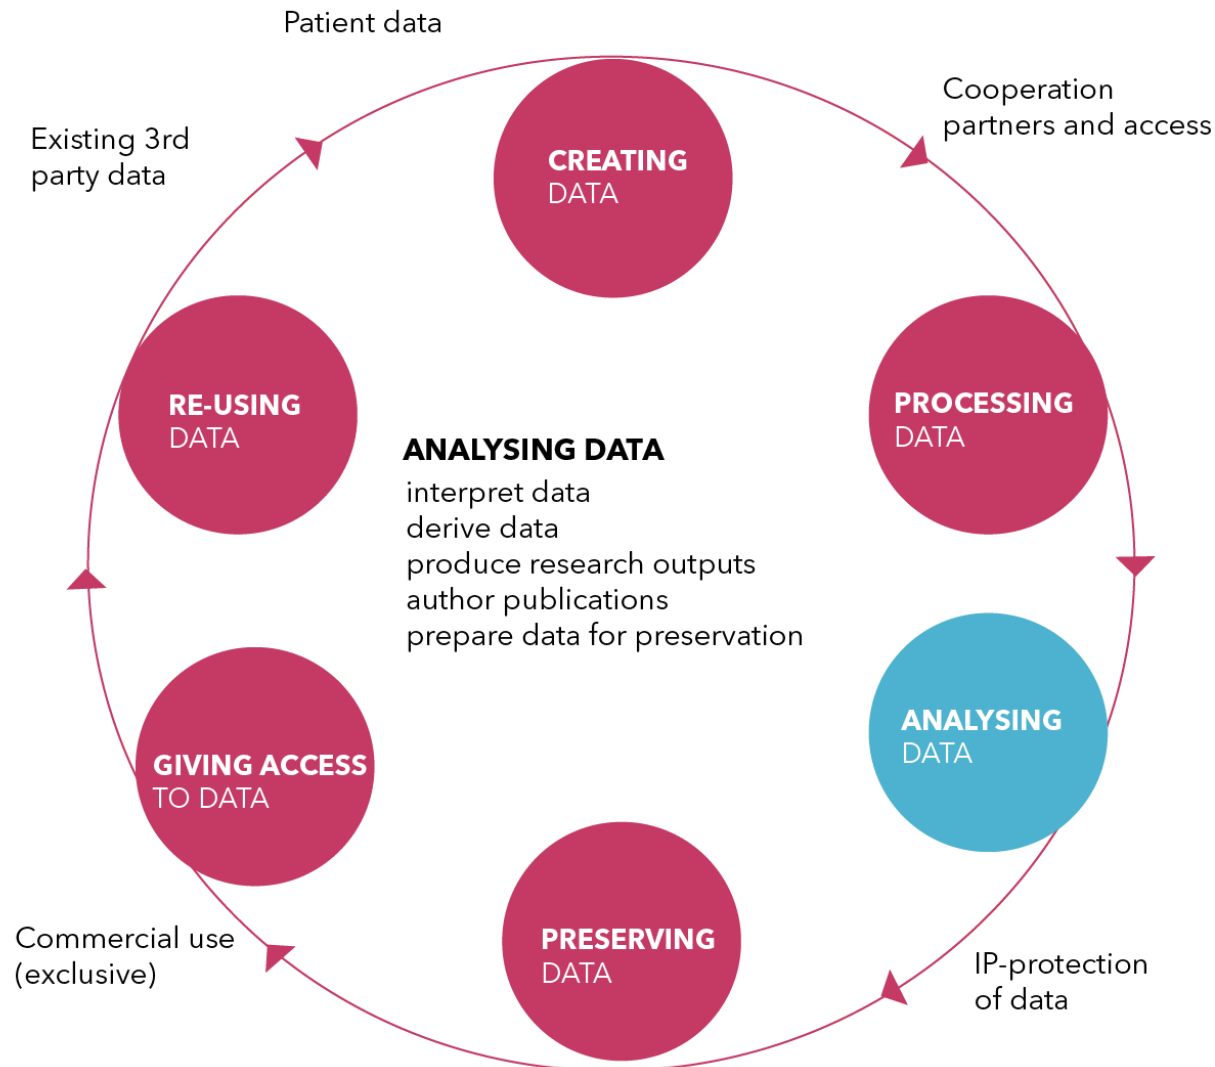 Patient data
Cooperation
partners and access
Existing 3rd
party data
CREATING
DATA
RE-USING
DATA
PROCESSING
DATA
ANALYSING DATA
interpret data
derive data
produce research outputs
author publications
prepare data for preservation
ANALYSING
DATA
GIVING ACCESS
TO DATA
PRESERVING
DATA
Commercial use
(exclusive)
IP-protection
of data